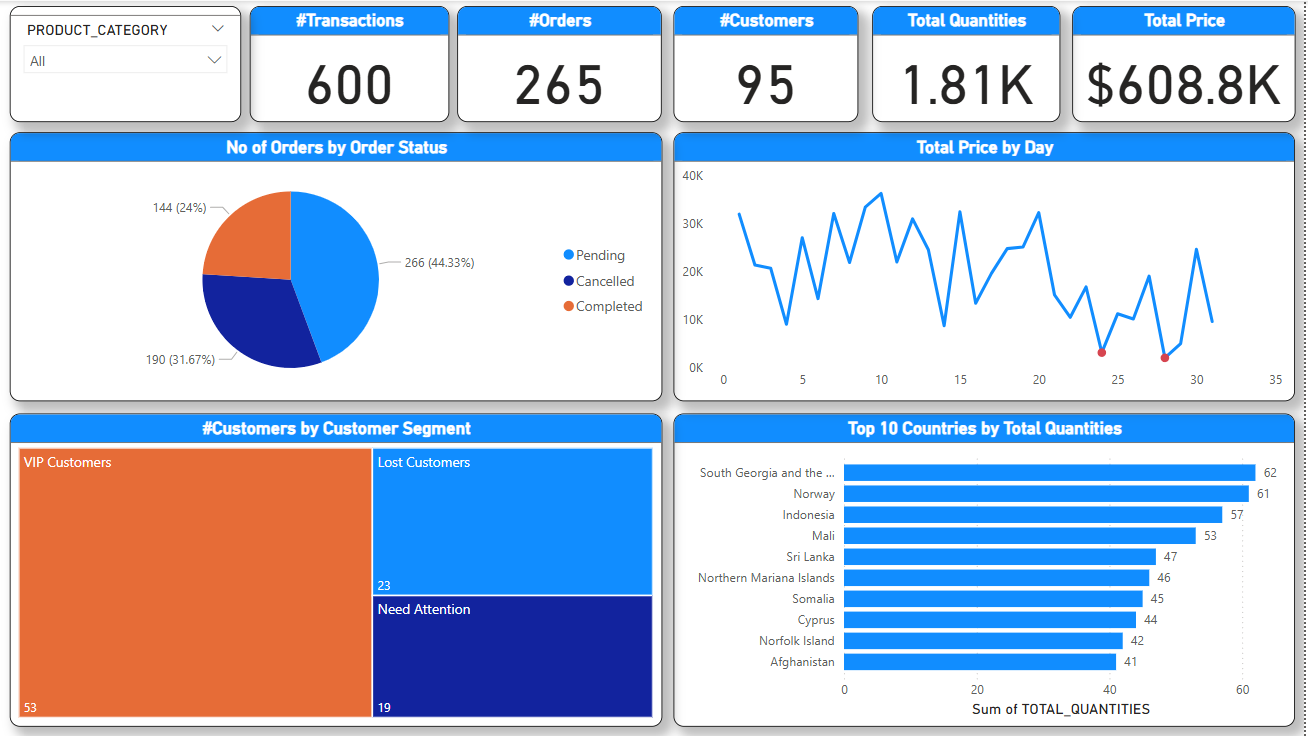 PRODUCT_CATEGORY
All
#Transactions
600
#Orders
265
#Customers
95
Total Quantities
1.81K
Total Price
$608.8K
No of Orders by Order Status
144 (24%)
266 (44.33%)
190 (31.67%)
Pending
Cancelled
Completed
Total Price by Day
40K
30K
20K
10K
0K
0 5 10 15 20 25 30 35
#Customers by Customer Segment
VIP Customers
53
Lost Customers
23
Need Attention
19
Top 10 Countries by Total Quantities
South Georgia and the ... 62
Norway 61
Indonesia 57
Mali 53
Sri Lanka 47
Northern Mariana Islands 46
Somalia 45
Cyprus 44
Norfolk Island 42
Afghanistan 41
0 20 40 60
Sum of TOTAL_QUANTITIES